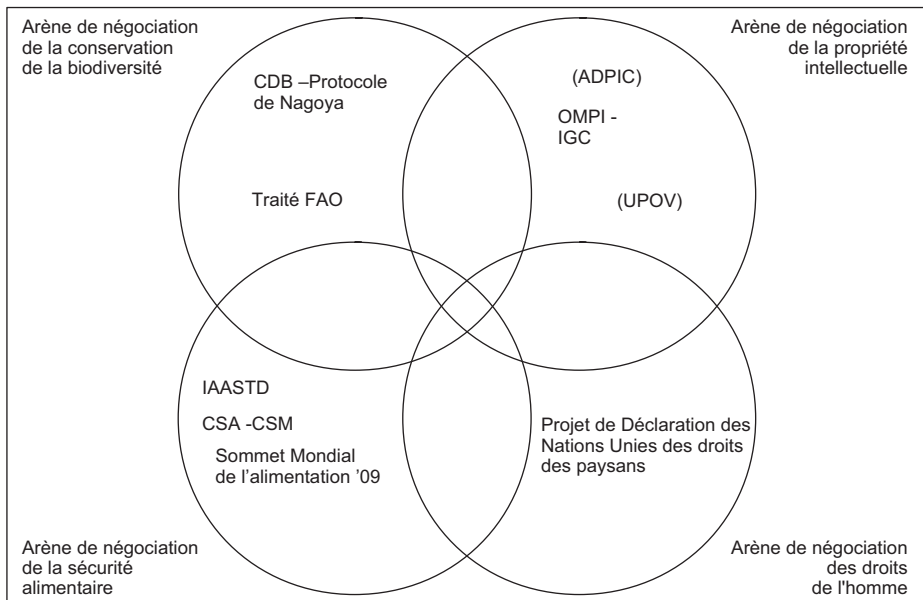 Arène de négociation
de la conservation
de la biodiversité
Arène de négociation
de la propriété
intellectuelle
CDB –Protocole
de Nagoya
Traité FAO
(ADPIC)
OMPI -
IGC
(UPOV)
IAASTD
CSA -CSM
Sommet Mondial
de l'alimentation '09
Projet de Déclaration des
Nations Unies des droits
des paysans
Arène de négociation
de la sécurité
alimentaire
Arène de négociation
des droits
de l'homme